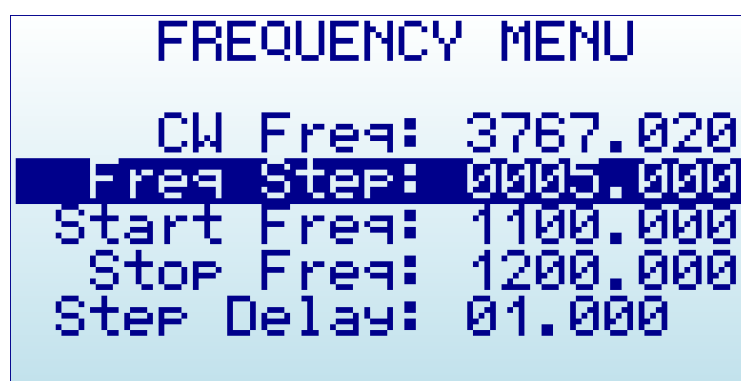 FREQUENCY MENU
CW Freq: 3767.020
Freq Step: 0005.000
Start Freq: 1100.000
Stop Freq: 1200.000
Step Delay: 01.000